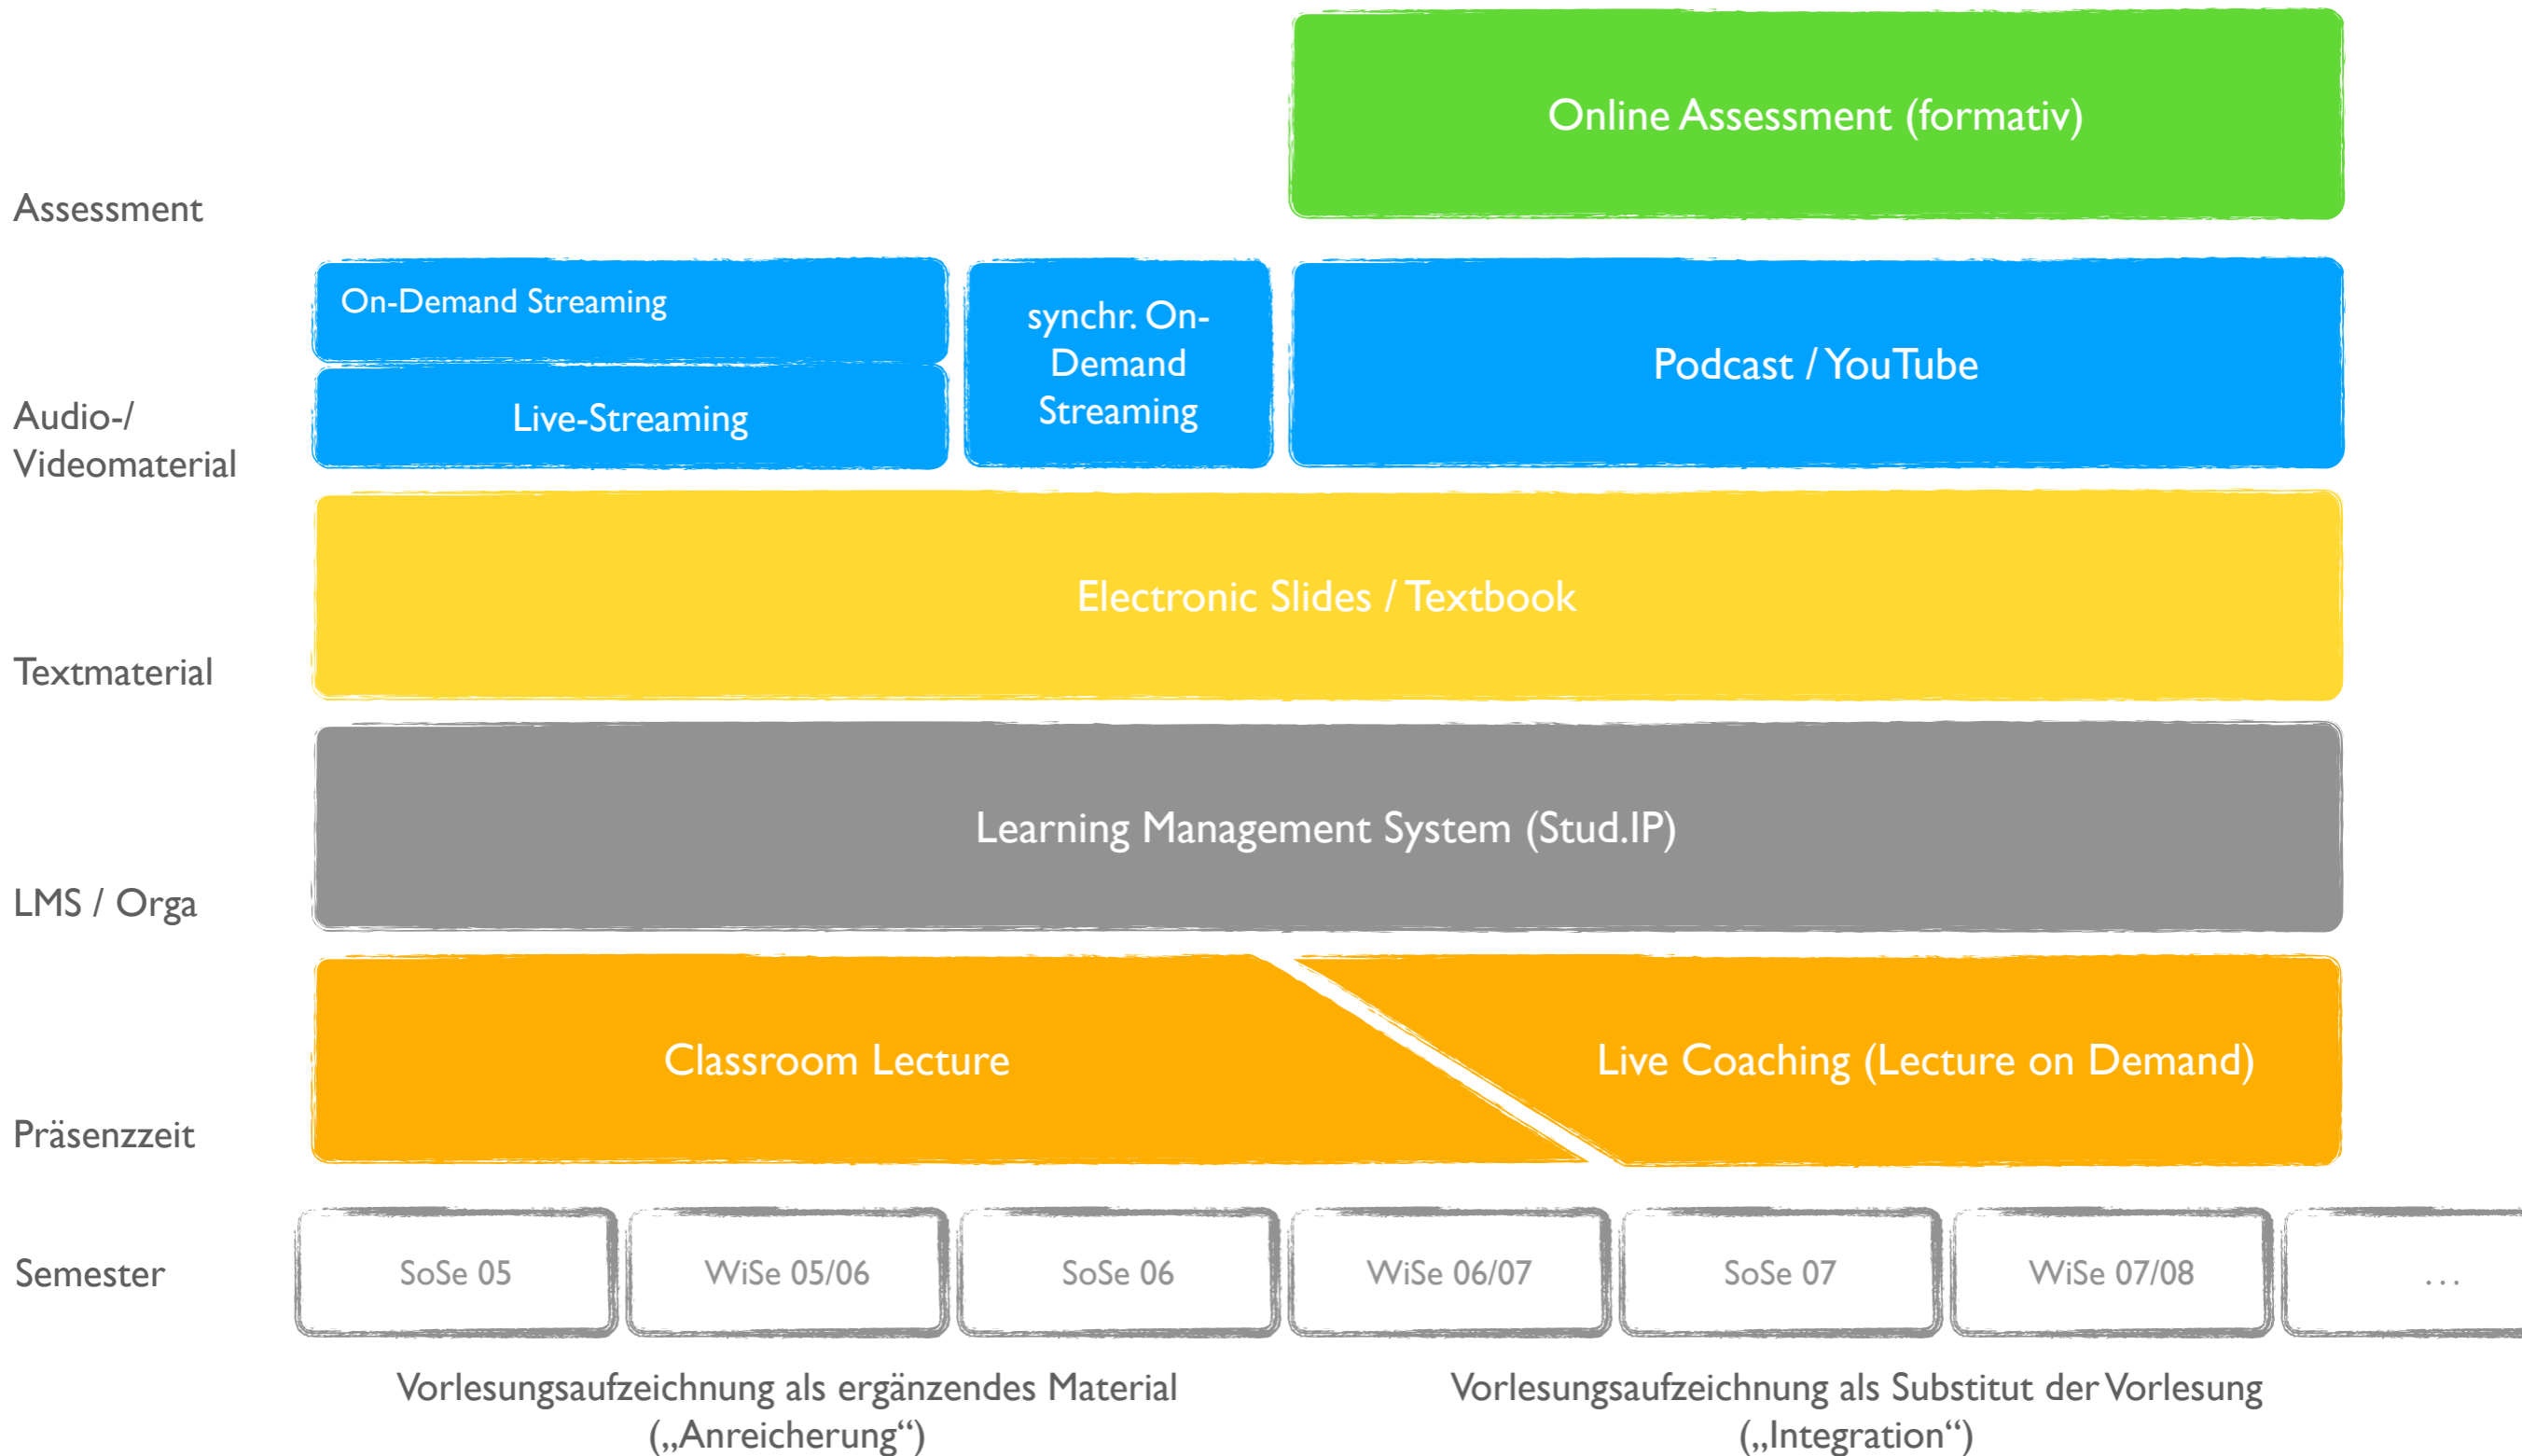 Online Assessment (formativ)
Assessment
On-Demand Streaming
Live-Streaming
synchr. On-
Demand
Streaming
Podcast / YouTube
Audio-/
Videomaterial
Electronic Slides / Textbook
Textmaterial
Learning Management System (Stud.IP)
LMS / Orga
Classroom Lecture
Live Coaching (Lecture on Demand)
Präsenzzeit
Semester
SoSe 05
WiSe 05/06
SoSe 06
WiSe 06/07
SoSe 07
WiSe 07/08
…
Vorlesungsaufzeichnung als ergänzendes Material
(„Anreicherung“)
Vorlesungsaufzeichnung als Substitut der Vorlesung
(„Integration“)